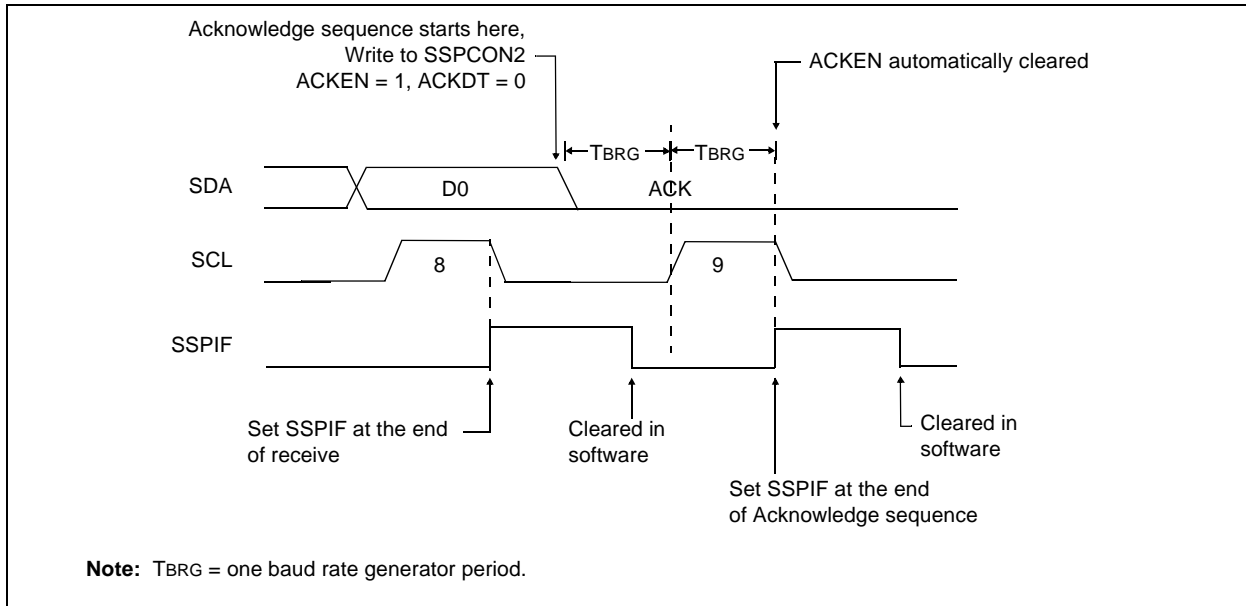 Acknowledge sequence starts here,
Write to SSPCON2
ACKEN = 1, ACKDT = 0
ACKEN automatically cleared
TBRG
TBRG
SDA
D0
ACK
SCL
8
9
SSPIF
Set SSPIF at the end
of receive
Cleared in
software
Set SSPIF at the end
of Acknowledge sequence
Cleared in
software
Note: TBRG = one baud rate generator period.